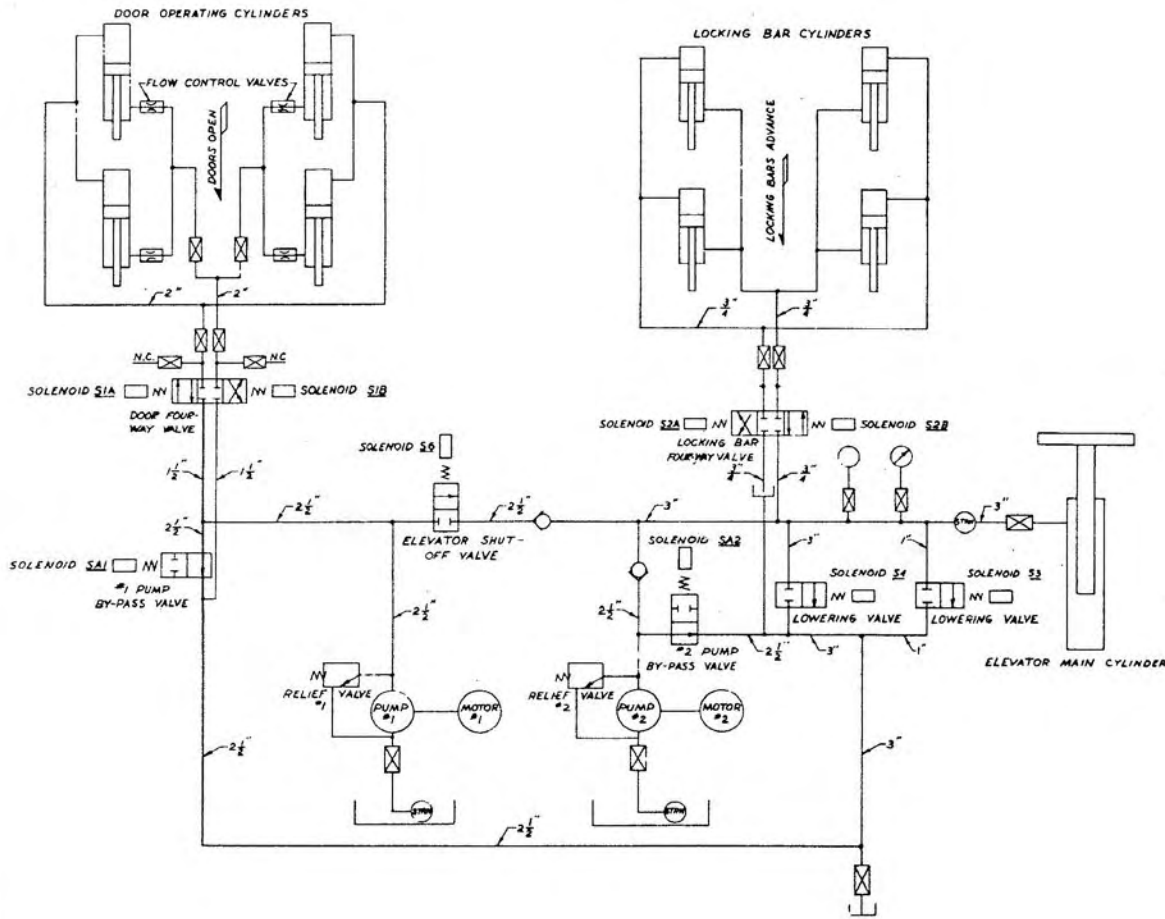 DOOR OPERATING CYLINDERS
FLOW CONTROL VALVES
DOORS OPEN
2"
2"
N.C.
N.C
SOLENOID S1A
SOLENOID S1B
DOOR FOUR-
WAY VALVE
1 1/2"
1 1/2"
2 1/2"
SOLENOID SA1
#1 PUMP
BY-PASS VALVE
2 1/2"
SOLENOID S6
2 1/2"
ELEVATOR SHUT-
OFF VALVE
2 1/2"
RELIEF VALVE
#1
PUMP
#1
MOTOR
#1
STRN
2 1/2"
2 1/2"
LOCKING BAR CYLINDERS
LOCKING BARS ADVANCE
3/4"
3/4"
SOLENOID S2A
SOLENOID S2B
LOCKING BAR
FOUR-WAY VALVE
3/4"
3/4"
3"
SOLENOID SA2
2 1/2"
#2 PUMP
BY-PASS VALVE
2 1/2"
RELIEF VALVE
#2
PUMP
#2
MOTOR
#2
STRN
3"
1"
STRN
3"
SOLENOID S4
LOWERING VALVE
SOLENOID S3
LOWERING VALVE
3"
1"
3"
ELEVATOR MAIN CYLINDER